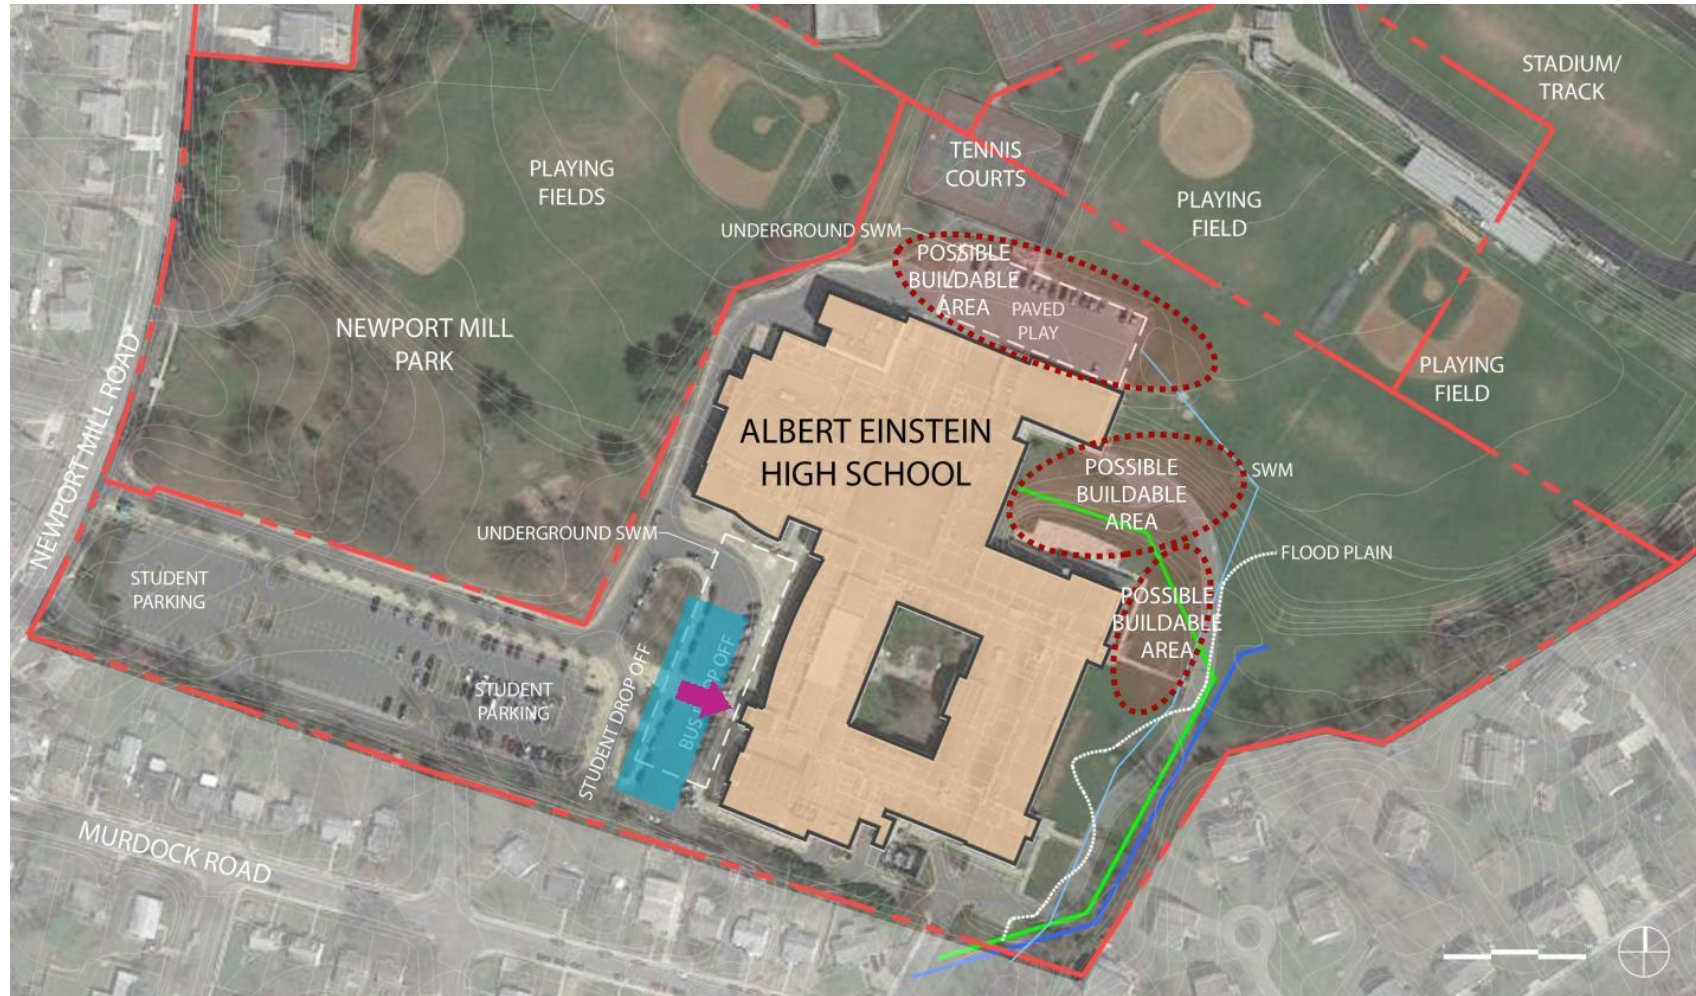 STADIUM/
TRACK
PLAYING
FIELDS
TENNIS
COURTS
PLAYING
FIELD
UNDERGROUND SWM
POSSIBLE
BUILDABLE
AREA
PAVED
PLAY
NEWPORT MILL
PARK
PLAYING
FIELD
NEWPORT MILL ROAD
ALBERT EINSTEIN
HIGH SCHOOL
POSSIBLE
BUILDABLE
AREA
SWM
UNDERGROUND SWM
FLOOD PLAIN
STUDENT
PARKING
POSSIBLE
BUILDABLE
AREA
STUDENT DROP OFF
BUS DROP OFF
STUDENT
PARKING
MURDOCK ROAD